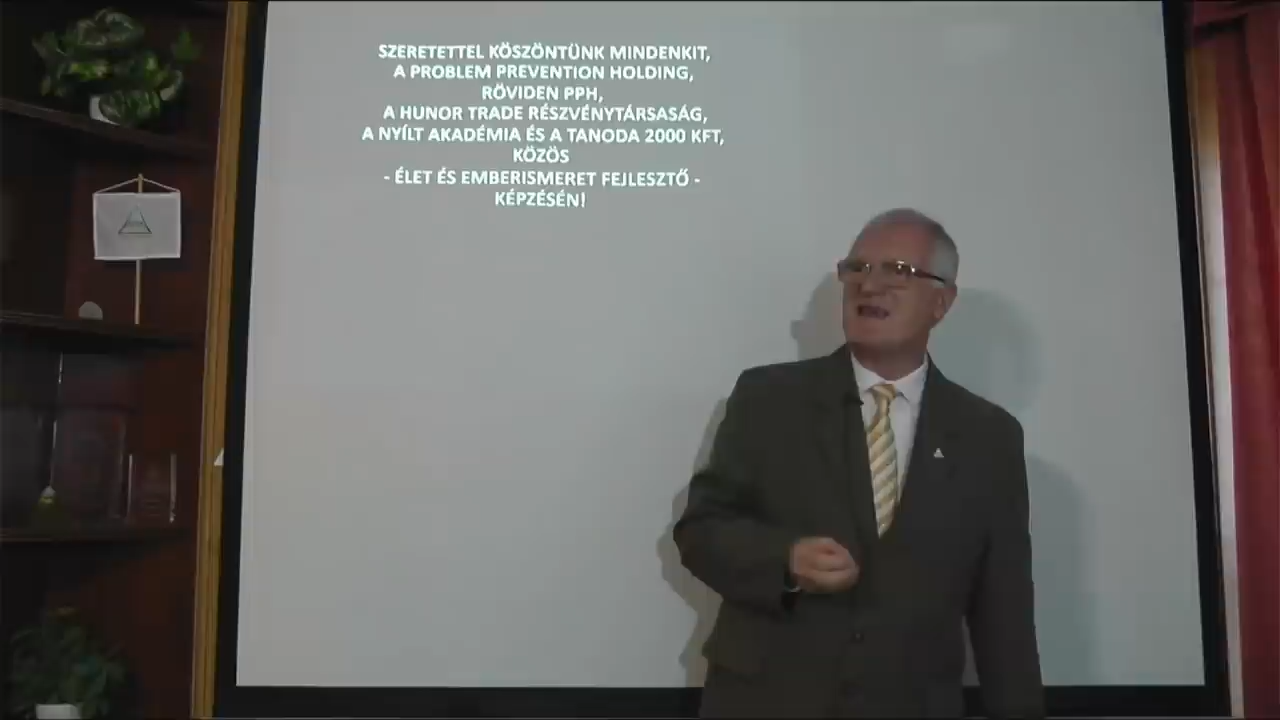 SZERETETTEL KÖSZÖNTÜNK MINDENKIT,
A PROBLEM PREVENTION HOLDING,
RÖVIDEN PPH,
A HUNOR TRADE RÉSZVÉNYTÁRSASÁG,
A NYÍLT AKADÉMIA ÉS A TANODA 2000 KFT,
KÖZÖS
- ÉLET ÉS EMBERISMERET FEJLESZTŐ -
KÉPZÉSÉN!